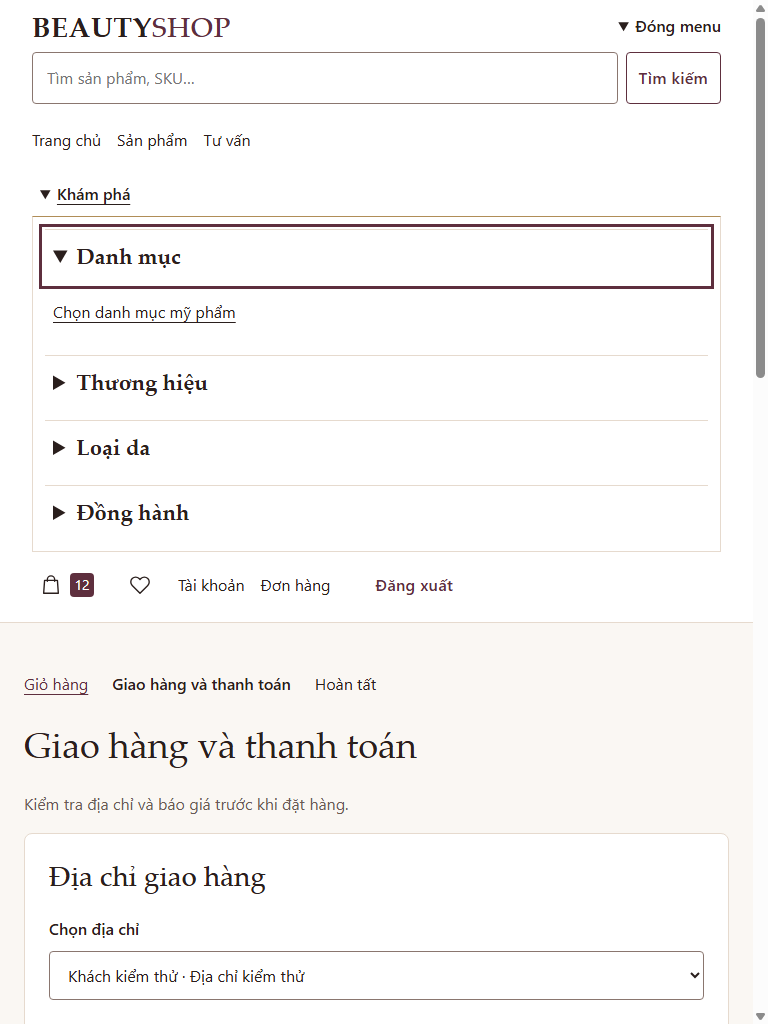 BEAUTYSHOP
▼ Đóng menu
Tìm sản phẩm, SKU...
Tìm kiếm
Trang chủ Sản phẩm Tư vấn
▼ Khám phá
▼ Danh mục
Chọn danh mục mỹ phẩm
▶ Thương hiệu
▶ Loại da
▶ Đồng hành
12 Tài khoản Đơn hàng Đăng xuất
Giỏ hàng Giao hàng và thanh toán Hoàn tất
Giao hàng và thanh toán
Kiểm tra địa chỉ và báo giá trước khi đặt hàng.
Địa chỉ giao hàng
Chọn địa chỉ
Khách kiểm thử · Địa chỉ kiểm thử